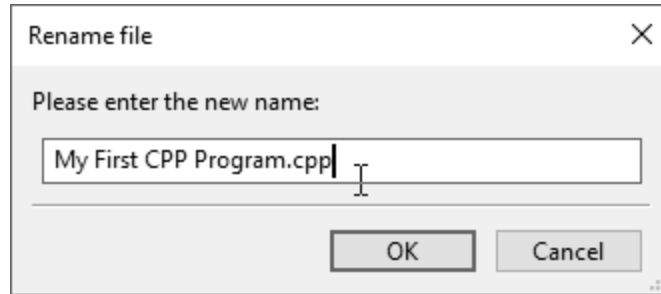 Rename file
Please enter the new name:
My First CPP Program.cpp
OK
Cancel